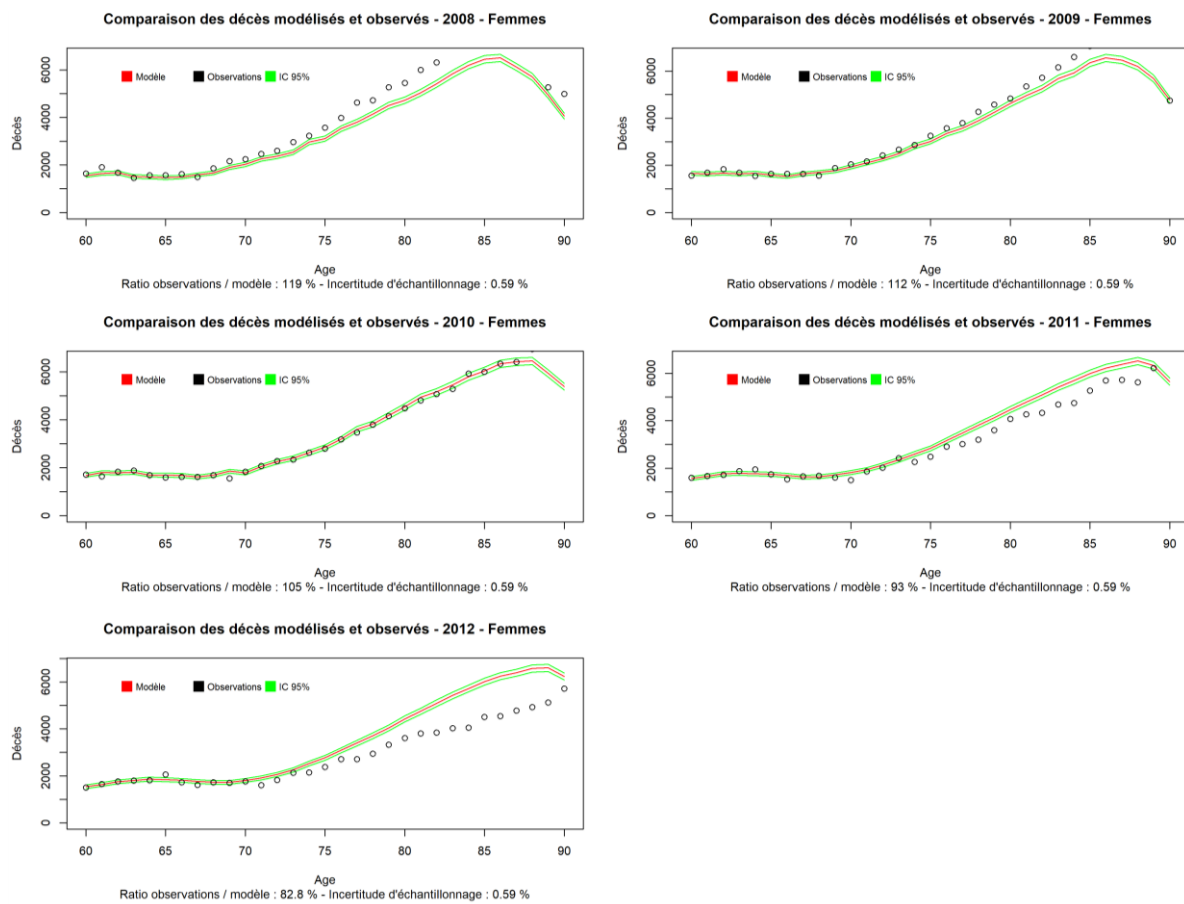 Comparaison des décès modélisés et observés - 2008 - Femmes
Décès
6000
4000
2000
0
Modèle Observations IC 95%
60 65 70 75 80 85 90
Age
Ratio observations / modèle : 119 % - Incertitude d'échantillonnage : 0.59 %
Comparaison des décès modélisés et observés - 2009 - Femmes
Décès
6000
4000
2000
0
Modèle Observations IC 95%
60 65 70 75 80 85 90
Age
Ratio observations / modèle : 112 % - Incertitude d'échantillonnage : 0.59 %
Comparaison des décès modélisés et observés - 2010 - Femmes
Décès
6000
4000
2000
0
Modèle Observations IC 95%
60 65 70 75 80 85 90
Age
Ratio observations / modèle : 105 % - Incertitude d'échantillonnage : 0.59 %
Comparaison des décès modélisés et observés - 2011 - Femmes
Décès
6000
4000
2000
0
Modèle Observations IC 95%
60 65 70 75 80 85 90
Age
Ratio observations / modèle : 93 % - Incertitude d'échantillonnage : 0.59 %
Comparaison des décès modélisés et observés - 2012 - Femmes
Décès
6000
4000
2000
0
Modèle Observations IC 95%
60 65 70 75 80 85 90
Age
Ratio observations / modèle : 82.8 % - Incertitude d'échantillonnage : 0.59 %